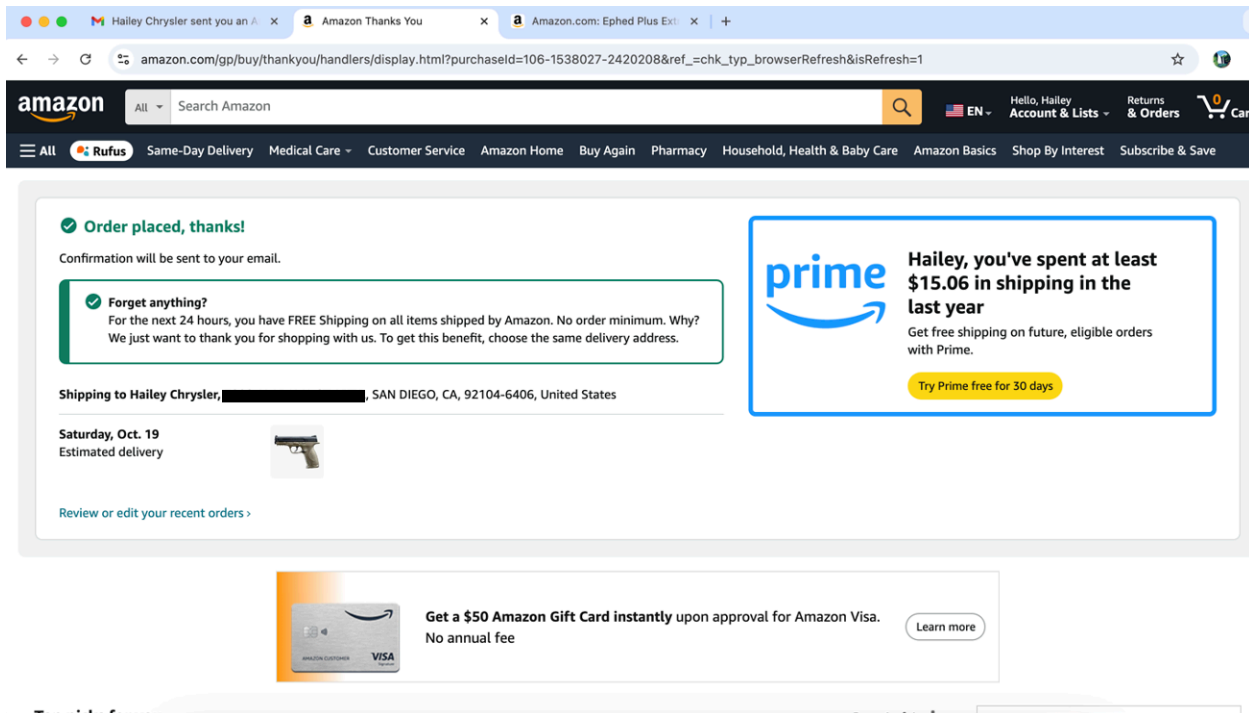 Hailey Chrysler sent you an A
Amazon Thanks You
Amazon.com: Ephed Plus Ext
amazon.com/gp/buy/thankyou/handlers/display.html?purchaseId=106-1538027-2420208&ref_=chk_typ_browserRefresh&isRefresh=1
amazon
All
Search Amazon
EN
Hello, Hailey
Account & Lists
Returns
& Orders
0
Car
All
Rufus
Same-Day Delivery
Medical Care
Customer Service
Amazon Home
Buy Again
Pharmacy
Household, Health & Baby Care
Amazon Basics
Shop By Interest
Subscribe & Save
Order placed, thanks!
Confirmation will be sent to your email.
Forget anything?
For the next 24 hours, you have FREE Shipping on all items shipped by Amazon. No order minimum. Why?
We just want to thank you for shopping with us. To get this benefit, choose the same delivery address.
Shipping to Hailey Chrysler, , SAN DIEGO, CA, 92104-6406, United States
Saturday, Oct. 19
Estimated delivery
Review or edit your recent orders ›
prime
Hailey, you've spent at least
$15.06 in shipping in the
last year
Get free shipping on future, eligible orders
with Prime.
Try Prime free for 30 days
AMAZON CUSTOMER
VISA
Signature
Get a $50 Amazon Gift Card instantly upon approval for Amazon Visa.
No annual fee
Learn more